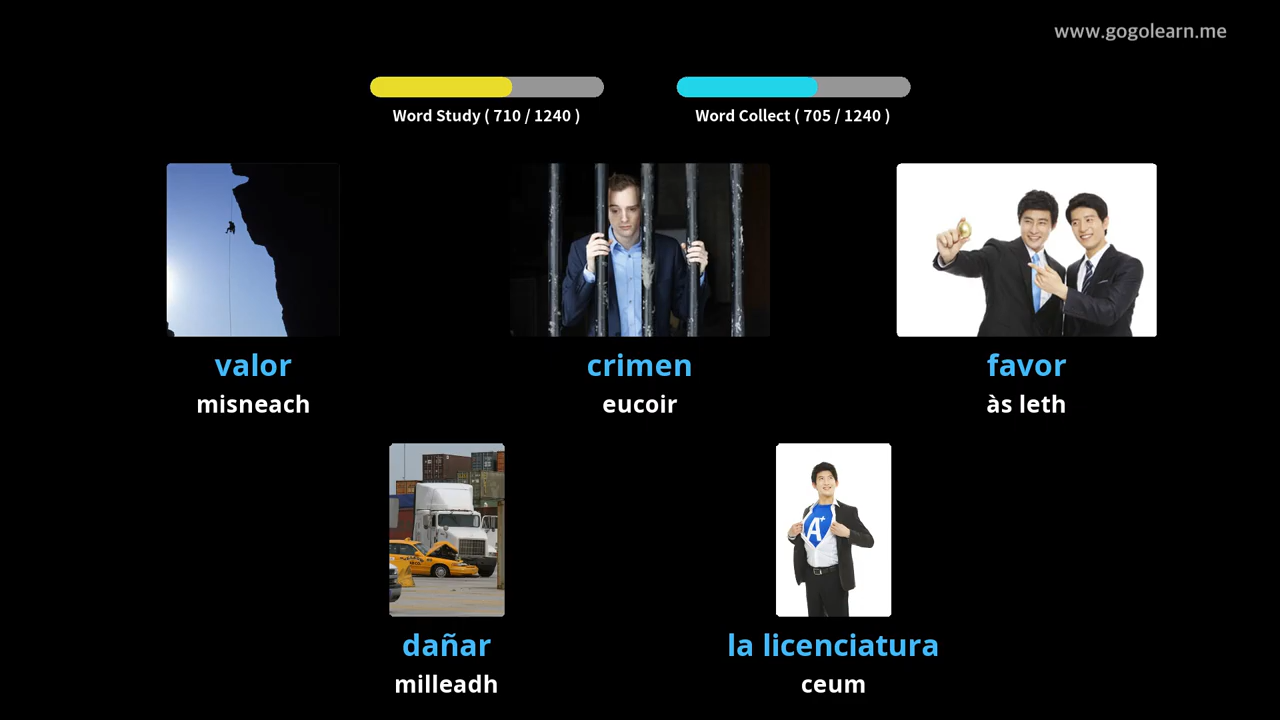 www.gogolearn.me
Word Study ( 710 / 1240 )
Word Collect ( 705 / 1240 )
valor
misneach
crimen
eucoir
favor
às leth
A+
dañar
milleadh
la licenciatura
ceum